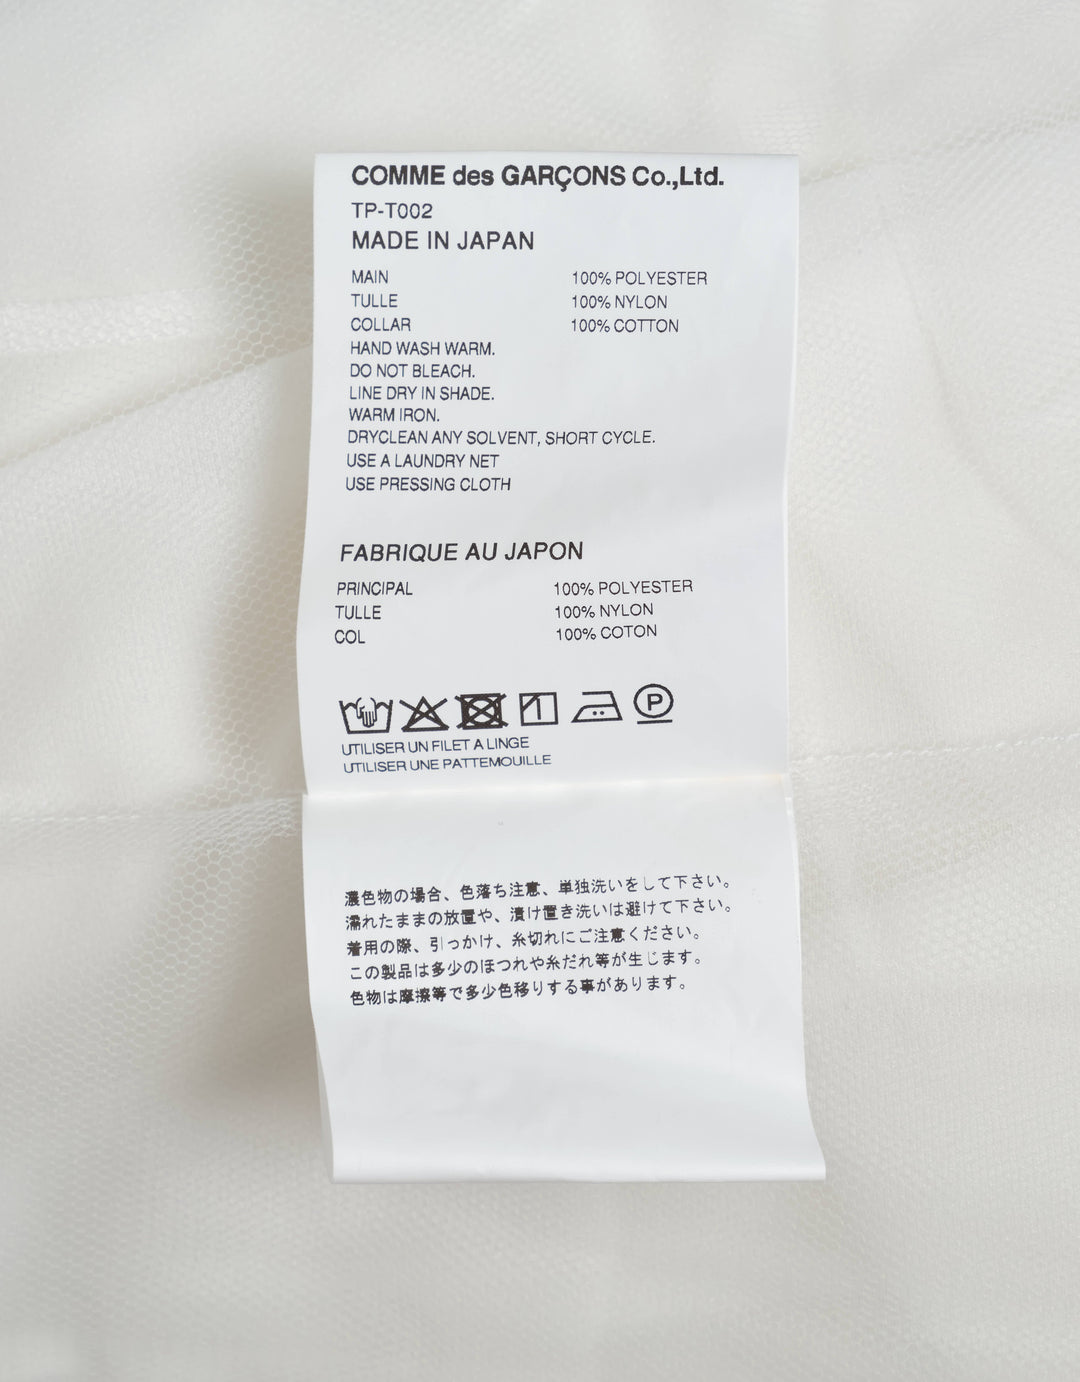 COMME des GARÇONS Co.,Ltd.
TP-T002
MADE IN JAPAN
MAIN 100% POLYESTER
TULLE 100% NYLON
COLLAR 100% COTTON
HAND WASH WARM.
DO NOT BLEACH.
LINE DRY IN SHADE.
WARM IRON.
DRYCLEAN ANY SOLVENT, SHORT CYCLE.
USE A LAUNDRY NET
USE PRESSING CLOTH
FABRIQUE AU JAPON
PRINCIPAL 100% POLYESTER
TULLE 100% NYLON
COL 100% COTON
P
UTILISER UN FILET A LINGE
UTILISER UNE PATTEMOUILLE
濃色物の場合、色落ち注意、単独洗いをして下さい。
濡れたままの放置や、漬け置き洗いは避けて下さい。
着用の際、引っかけ、糸切れにご注意ください。
この製品は多少のほつれや糸だれ等が生じます。
色物は摩擦等で多少色移りする事があります。